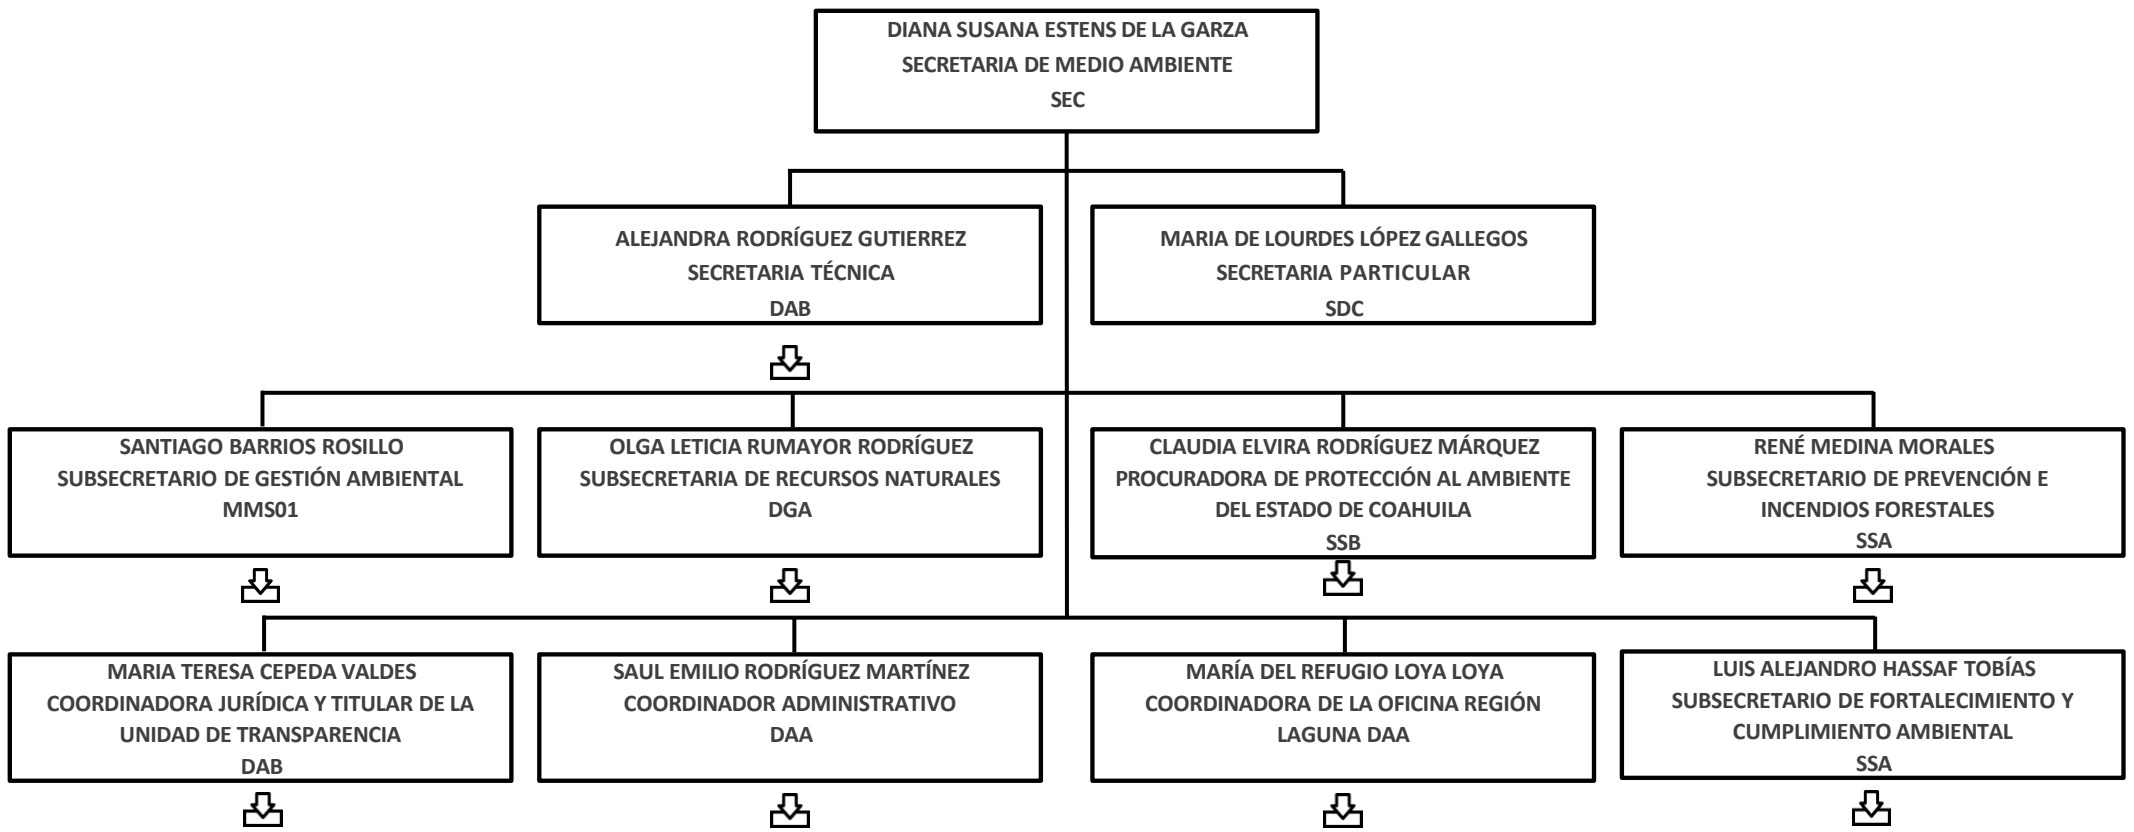 DIANA SUSANA ESTENS DE LA GARZA
SECRETARIA DE MEDIO AMBIENTE
SEC
ALEJANDRA RODRÍGUEZ GUTIERREZ
SECRETARIA TÉCNICA
DAB
MARIA DE LOURDES LÓPEZ GALLEGOS
SECRETARIA PARTICULAR
SDC
SANTIAGO BARRIOS ROSILLO
SUBSECRETARIO DE GESTIÓN AMBIENTAL
MMS01
OLGA LETICIA RUMAYOR RODRÍGUEZ
SUBSECRETARIA DE RECURSOS NATURALES
DGA
CLAUDIA ELVIRA RODRÍGUEZ MÁRQUEZ
PROCURADORA DE PROTECCIÓN AL AMBIENTE
DEL ESTADO DE COAHUILA
SSB
RENÉ MEDINA MORALES
SUBSECRETARIO DE PREVENCIÓN E
INCENDIOS FORESTALES
SSA
MARIA TERESA CEPEDA VALDES
COORDINADORA JURÍDICA Y TITULAR DE LA
UNIDAD DE TRANSPARENCIA
DAB
SAUL EMILIO RODRÍGUEZ MARTÍNEZ
COORDINADOR ADMINISTRATIVO
DAA
MARÍA DEL REFUGIO LOYA LOYA
COORDINADORA DE LA OFICINA REGIÓN
LAGUNA DAA
LUIS ALEJANDRO HASSAF TOBÍAS
SUBSECRETARIO DE FORTALECIMIENTO Y
CUMPLIMIENTO AMBIENTAL
SSA